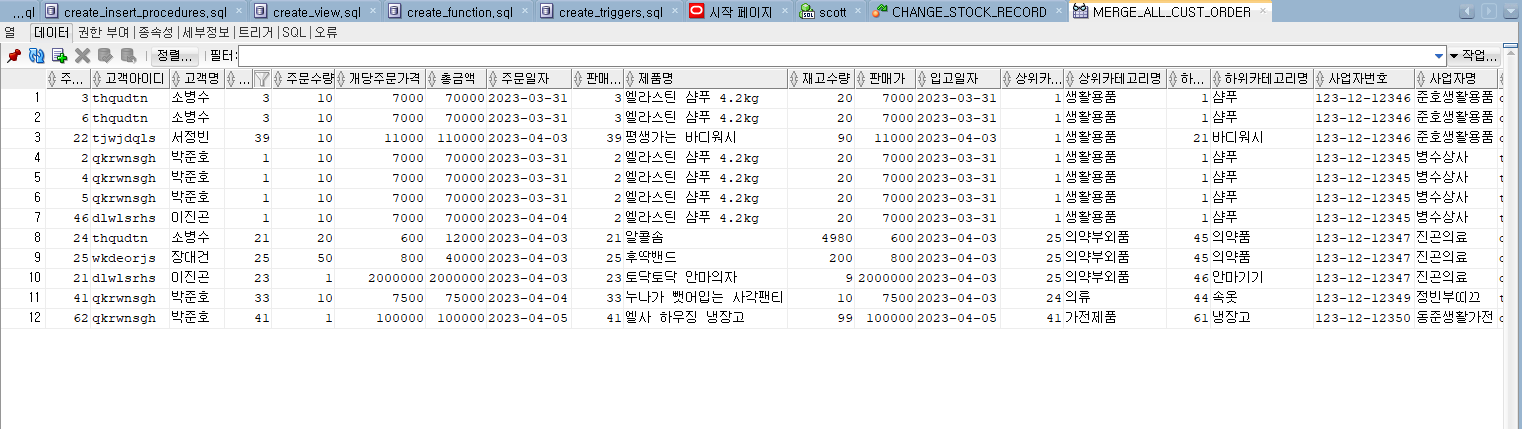 ...ql create_insert_procedures.sql create_view.sql create_function.sql create_triggers.sql 시작 페이지 scott CHANGE_STOCK_RECORD MERGE_ALL_CUST_ORDER
열 데이터 권한 부여 종속성 세부정보 트리거 SQL 오류
정렬... 필터: 작업...
주... 고객아이디 고객명 ... 주문수량 개당주문가격 총금액 주문일자 판매... 제품명 재고수량 판매가 입고일자 상위카... 상위카테고리명 하... 하위카테고리명 사업자번호 사업자명
1 3 thqudtn 소병수 3 10 7000 70000 2023-03-31 3 엘라스틴 샴푸 4.2kg 20 7000 2023-03-31 1 생활용품 1 샴푸 123-12-12346 준호생활용품
2 6 thqudtn 소병수 3 10 7000 70000 2023-03-31 3 엘라스틴 샴푸 4.2kg 20 7000 2023-03-31 1 생활용품 1 샴푸 123-12-12346 준호생활용품
3 22 tjwjdqls 서정빈 39 10 11000 110000 2023-04-03 39 평생가는 바디워시 90 11000 2023-04-03 1 생활용품 21 바디워시 123-12-12346 준호생활용품
4 2 qkrwnsgh 박준호 1 10 7000 70000 2023-03-31 2 엘라스틴 샴푸 4.2kg 20 7000 2023-03-31 1 생활용품 1 샴푸 123-12-12345 병수상사
5 4 qkrwnsgh 박준호 1 10 7000 70000 2023-03-31 2 엘라스틴 샴푸 4.2kg 20 7000 2023-03-31 1 생활용품 1 샴푸 123-12-12345 병수상사
6 5 qkrwnsgh 박준호 1 10 7000 70000 2023-03-31 2 엘라스틴 샴푸 4.2kg 20 7000 2023-03-31 1 생활용품 1 샴푸 123-12-12345 병수상사
7 46 dlwlsrhs 이진곤 1 10 7000 70000 2023-04-04 2 엘라스틴 샴푸 4.2kg 20 7000 2023-03-31 1 생활용품 1 샴푸 123-12-12345 병수상사
8 24 thqudtn 소병수 21 20 600 12000 2023-04-03 21 알콜솜 4980 600 2023-04-03 25 의약부외품 45 의약품 123-12-12347 진곤의료
9 25 wkdeorjs 장대건 25 50 800 40000 2023-04-03 25 후딱밴드 200 800 2023-04-03 25 의약부외품 45 의약품 123-12-12347 진곤의료
10 21 dlwlsrhs 이진곤 23 1 2000000 2000000 2023-04-03 23 토닥토닥 안마의자 9 2000000 2023-04-03 25 의약부외품 46 안마기기 123-12-12347 진곤의료
11 41 qkrwnsgh 박준호 33 10 7500 75000 2023-04-04 33 누나가 뺏어입는 사각팬티 10 7500 2023-04-03 24 의류 44 속옷 123-12-12349 정빈부띠끄
12 62 qkrwnsgh 박준호 41 1 100000 100000 2023-04-05 41 엘사 하우징 냉장고 99 100000 2023-04-05 41 가전제품 61 냉장고 123-12-12350 동준생활가전